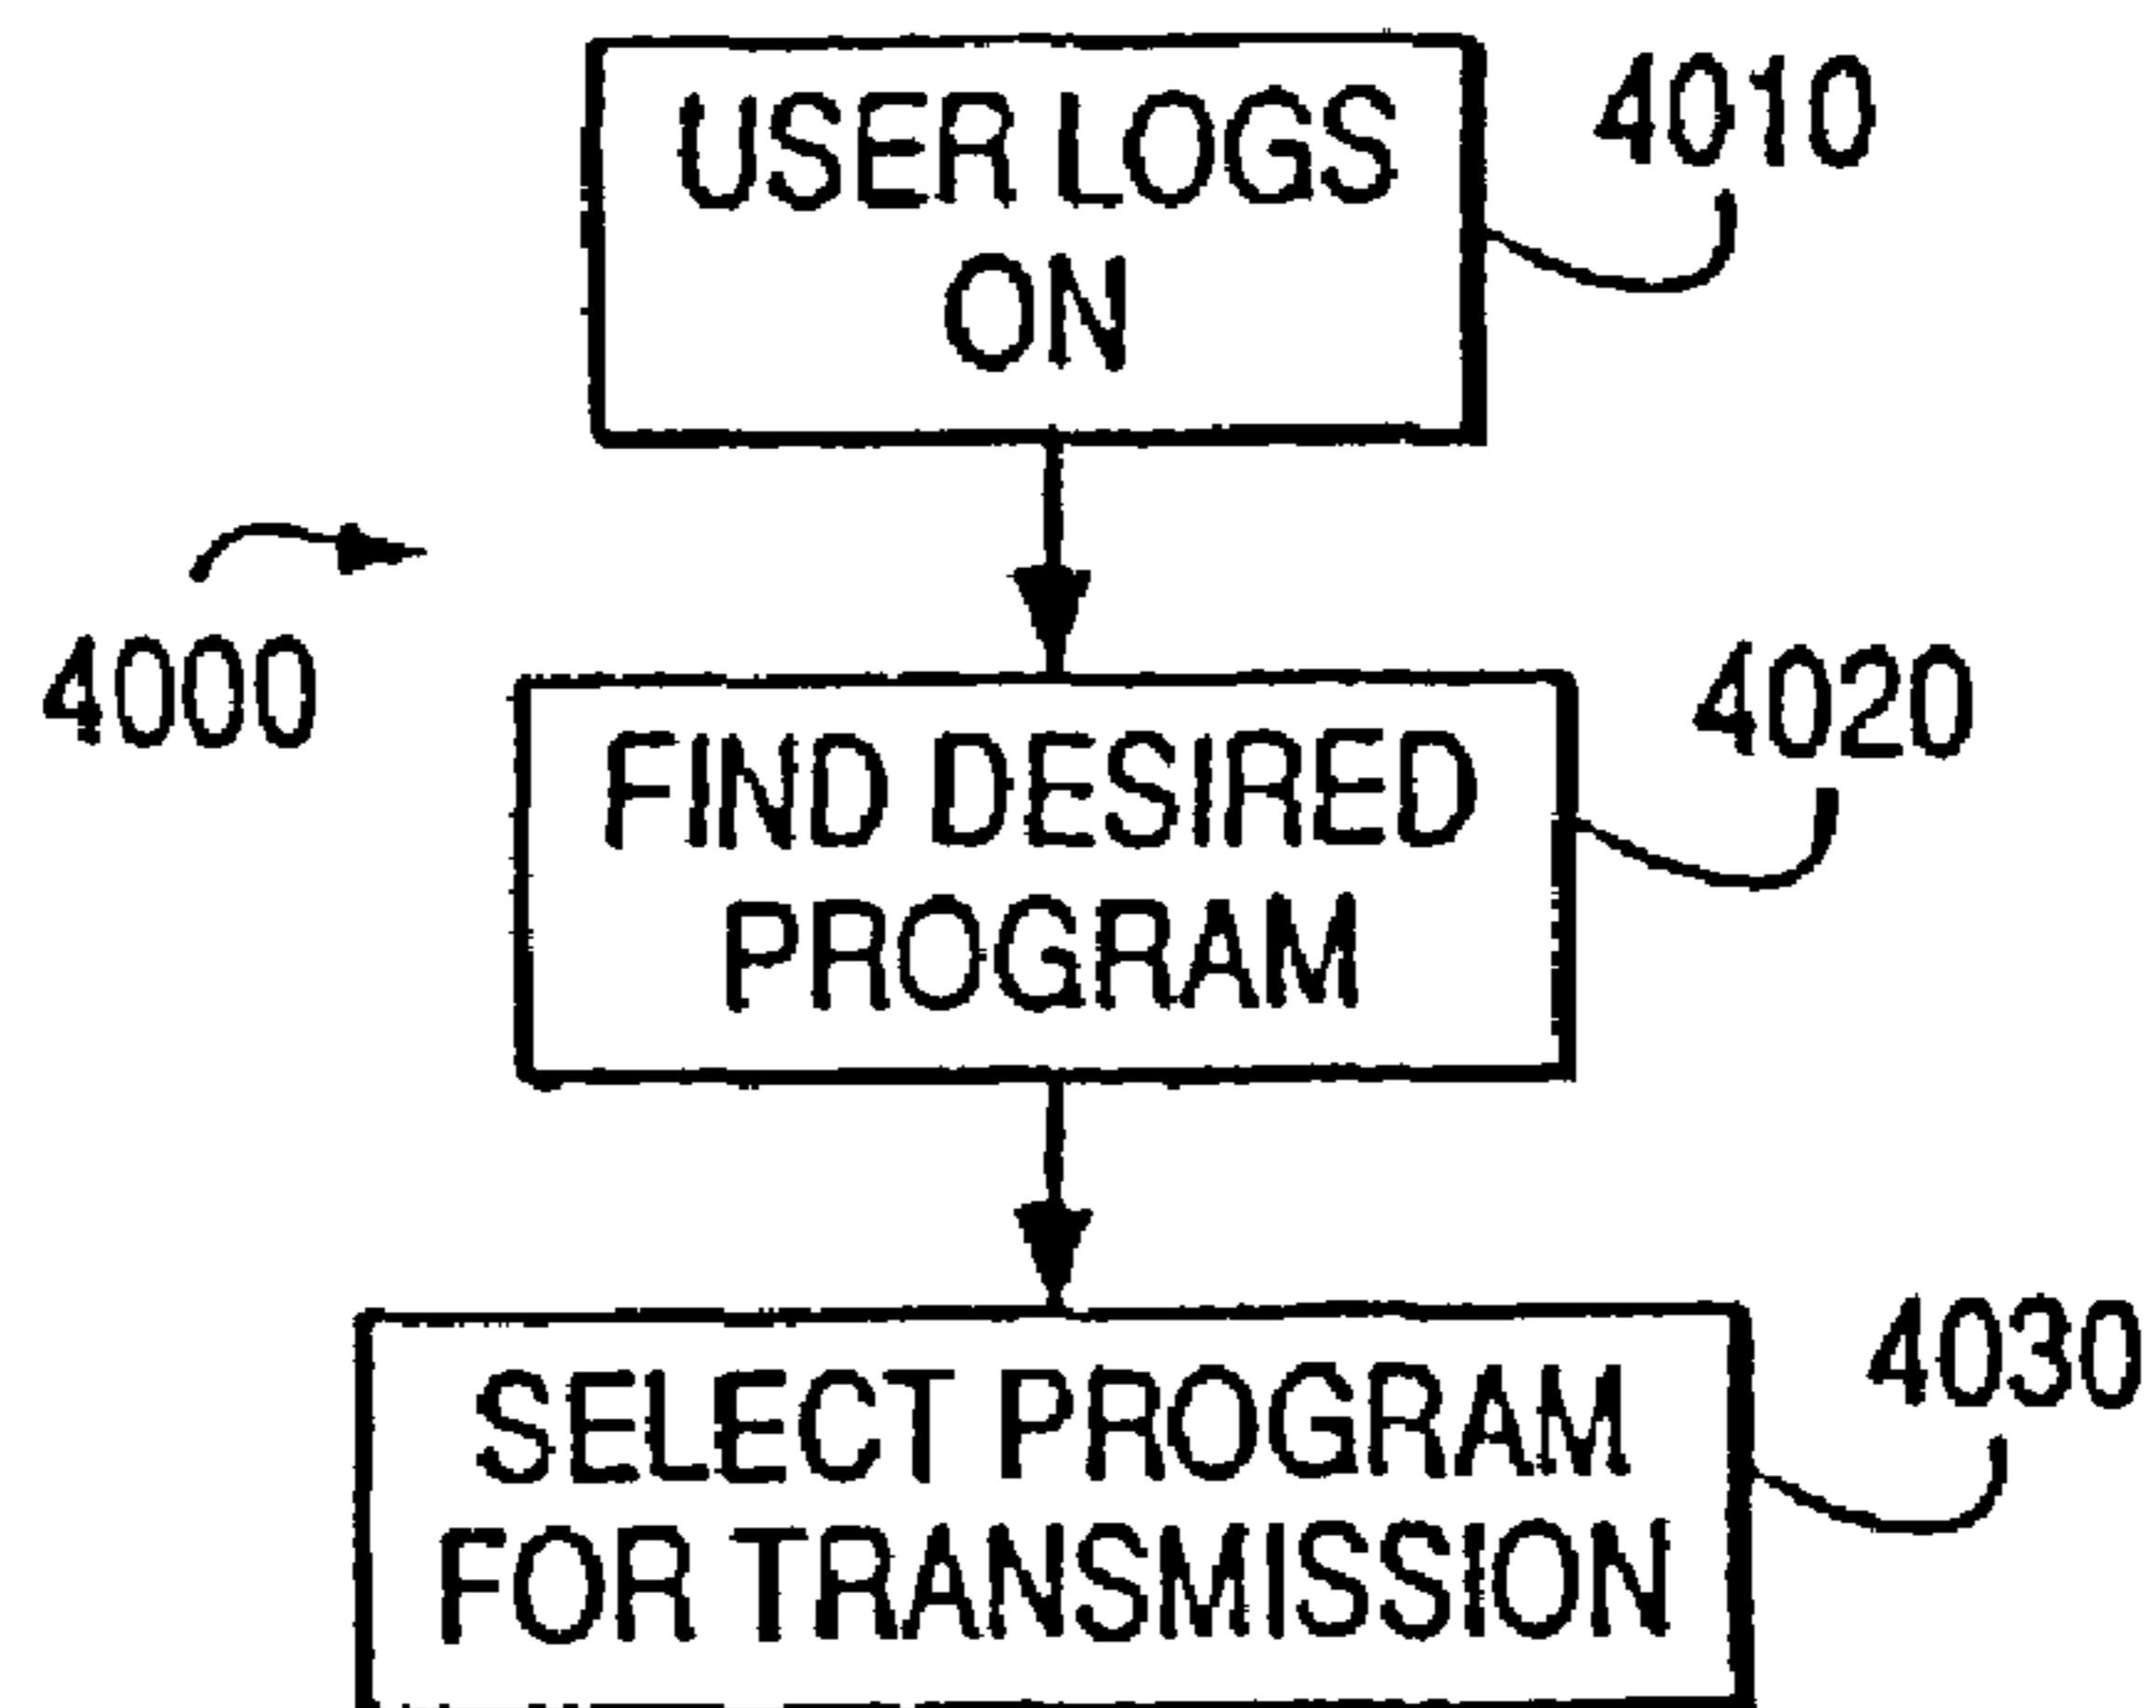 USER LOGS
ON
4010
4000
FIND DESIRED
PROGRAM
4020
SELECT PROGRAM
FOR TRANSMISSION
4030